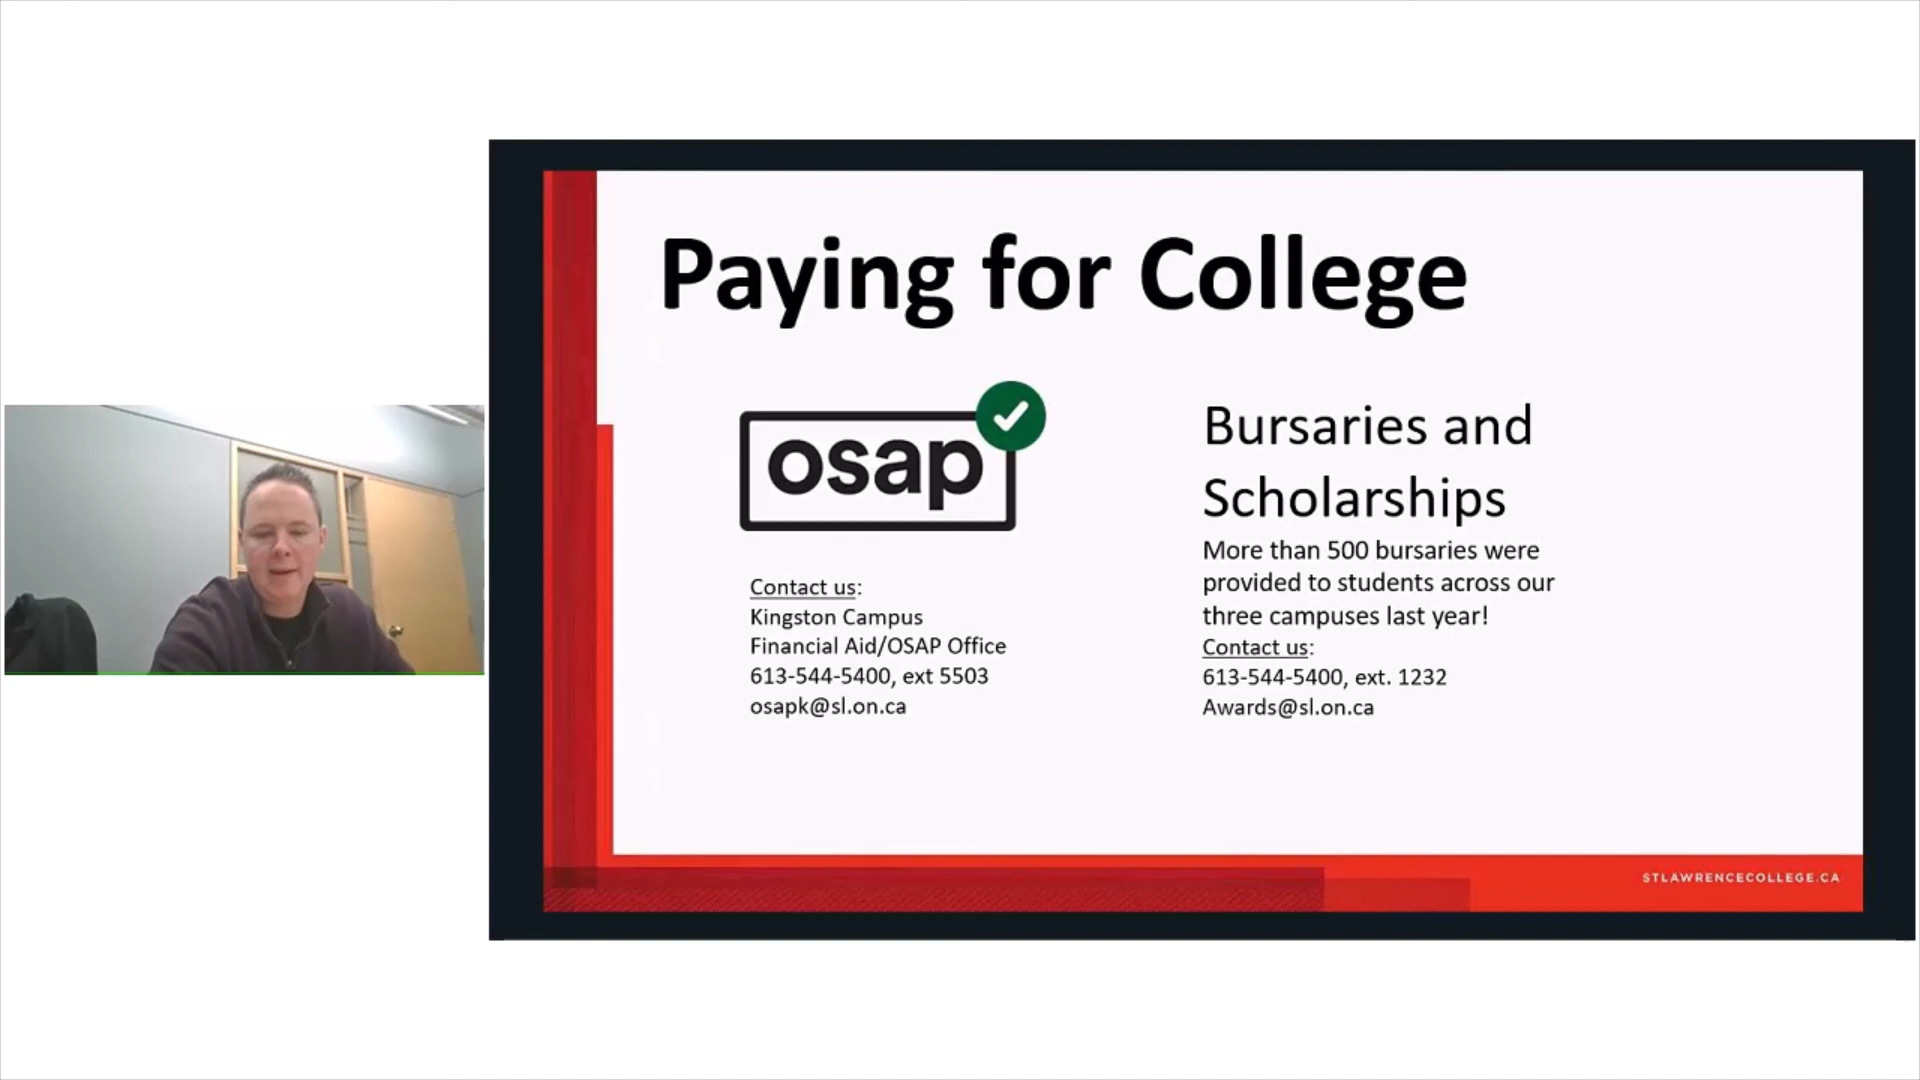 Paying for College
osap
Contact us:
Kingston Campus
Financial Aid/OSAP Office
613-544-5400, ext 5503
osapk@sl.on.ca
Bursaries and
Scholarships
More than 500 bursaries were
provided to students across our
three campuses last year!
Contact us:
613-544-5400, ext. 1232
Awards@sl.on.ca
STLAWRENCECOLLEGE.CA